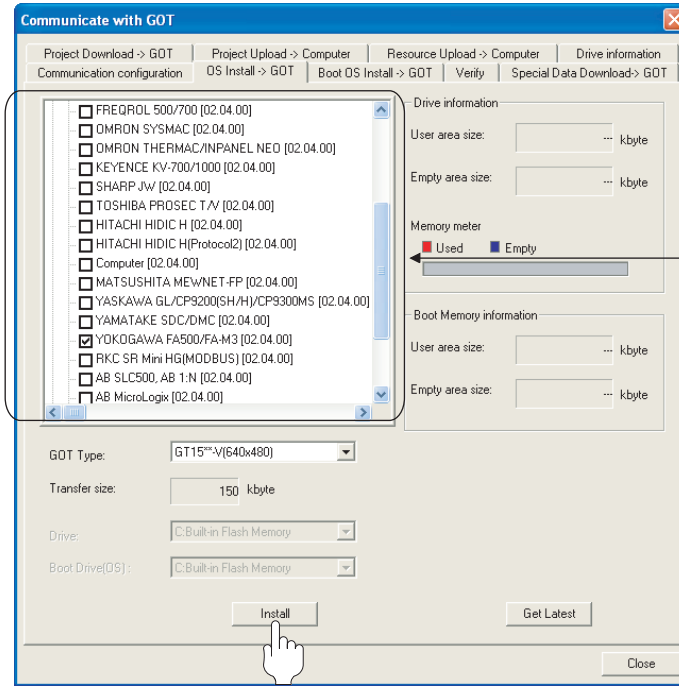 Communicate with GOT
Project Download -> GOT Project Upload -> Computer Resource Upload -> Computer Drive information
Communication configuration OS Install -> GOT Boot OS Install -> GOT Verify Special Data Download-> GOT
FREQROL 500/700 [02.04.00]
OMRON SYSMAC [02.04.00]
OMRON THERMAC/INPANEL NEO [02.04.00]
KEYENCE KV-700/1000 [02.04.00]
SHARP JW [02.04.00]
TOSHIBA PROSEC T/V [02.04.00]
HITACHI HIDIC H [02.04.00]
HITACHI HIDIC H(Protocol2) [02.04.00]
Computer [02.04.00]
MATSUSHITA MEWNET-FP [02.04.00]
YASKAWA GL/CP9200(SH/H)/CP9300MS [02.04.00]
YAMATAKE SDC/DMC [02.04.00]
YOKOGAWA FA500/FA-M3 [02.04.00]
RKC SR Mini HG(MODBUS) [02.04.00]
AB SLC500, AB 1:N [02.04.00]
AB MicroLogix [02.04.00]
Drive information
User area size: --- kbyte
Empty area size: --- kbyte
Memory meter
Used Empty
Boot Memory information
User area size: --- kbyte
Empty area size: --- kbyte
GOT Type: GT15**-V(640x480)
Transfer size: 150 kbyte
Drive: C:Built-in Flash Memory
Boot Drive(OS) : C:Built-in Flash Memory
Install Get Latest
Close